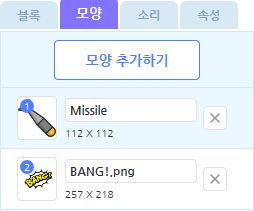 블록 모양 소리 속성
모양 추가하기
1
Missile
112 X 112
2
BANG!
BANG!.png
257 X 218